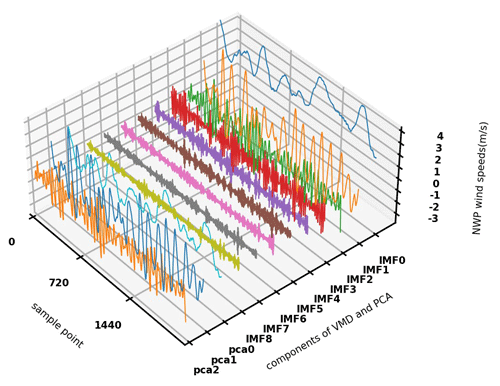 4
3
2
1
0
-1
-2
-3
NWP wind speeds(m/s)
0
720
1440
sample point
IMF0
IMF1
IMF2
IMF3
IMF4
IMF5
IMF6
IMF7
IMF8
pca0
pca1
pca2
components of VMD and PCA